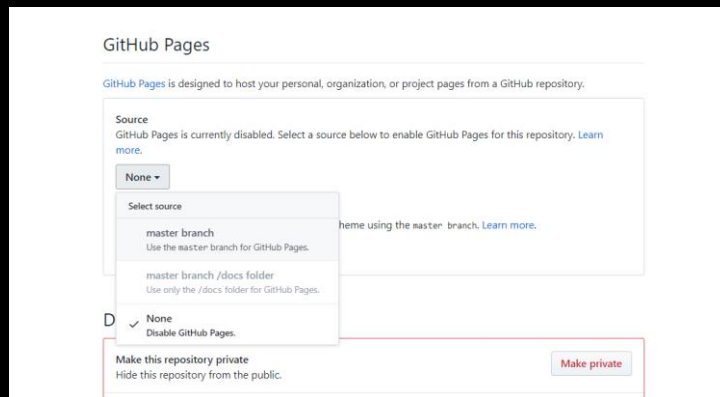 GitHub Pages
GitHub Pages is designed to host your personal, organization, or project pages from a GitHub repository.
Source
GitHub Pages is currently disabled. Select a source below to enable GitHub Pages for this repository. Learn
more.
None
Select source
master branch
Use the master branch for GitHub Pages.
heme using the master branch. Learn more.
master branch /docs folder
Use only the /docs folder for GitHub Pages.
D
None
Disable GitHub Pages.
Make this repository private
Hide this repository from the public.
Make private